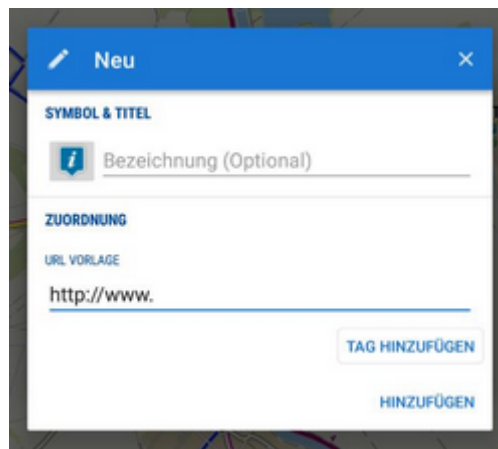 Neu
SYMBOL & TITEL
Bezeichnung (Optional)
ZUORDNUNG
URL VORLAGE
http://www.
TAG HINZUFÜGEN
HINZUFÜGEN